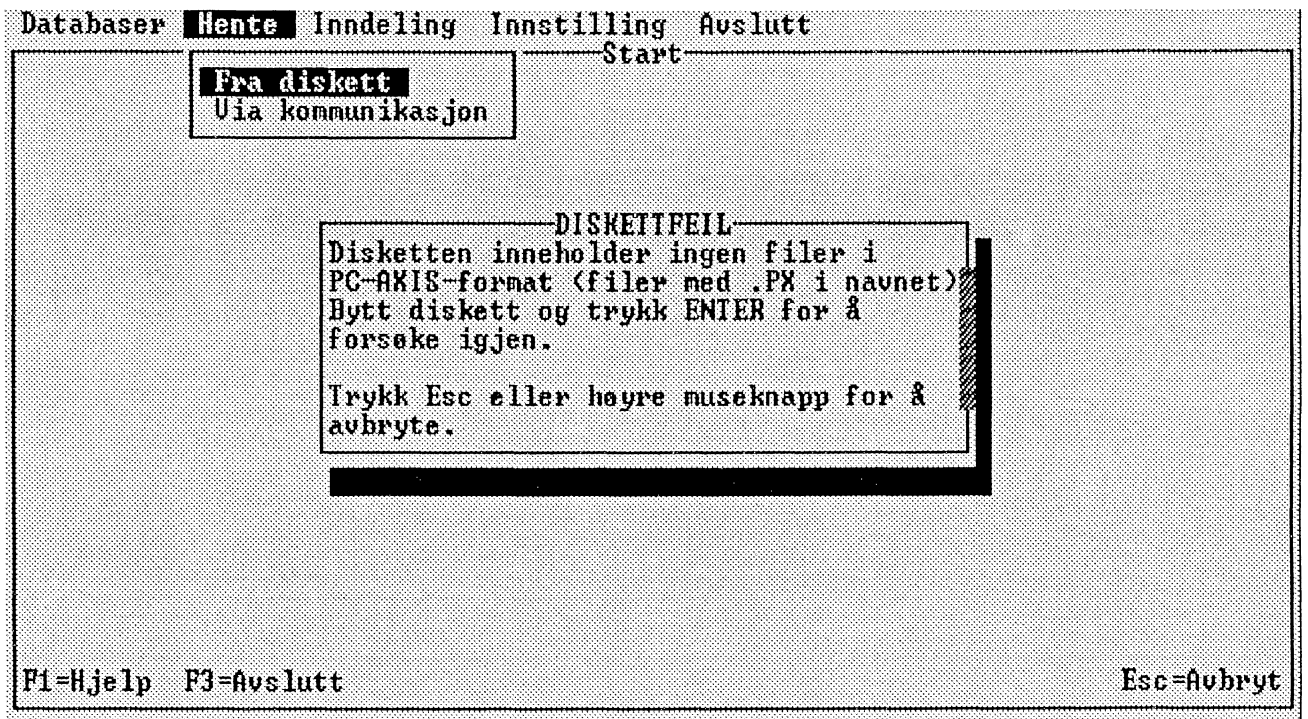 Databaser Hente Inndeling Innstilling Avslutt
Start
Fra diskett
Via kommunikasjon
DISKETTFEIL
Disketten inneholder ingen filer i
PC-AXIS-format (filer med .PX i navnet)
Bytt diskett og trykk ENTER for å
forsøke igjen.
Trykk Esc eller høyre museknapp for å
avbryte.
F1=Hjelp F3=Avslutt Esc=Avbryt